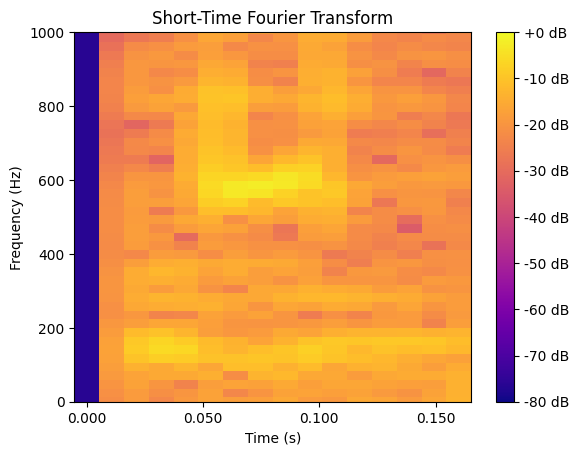 Short-Time Fourier Transform
1000
800
600
400
200
0
Frequency (Hz)
0.000
0.050
0.100
0.150
Time (s)
+0 dB
-10 dB
-20 dB
-30 dB
-40 dB
-50 dB
-60 dB
-70 dB
-80 dB